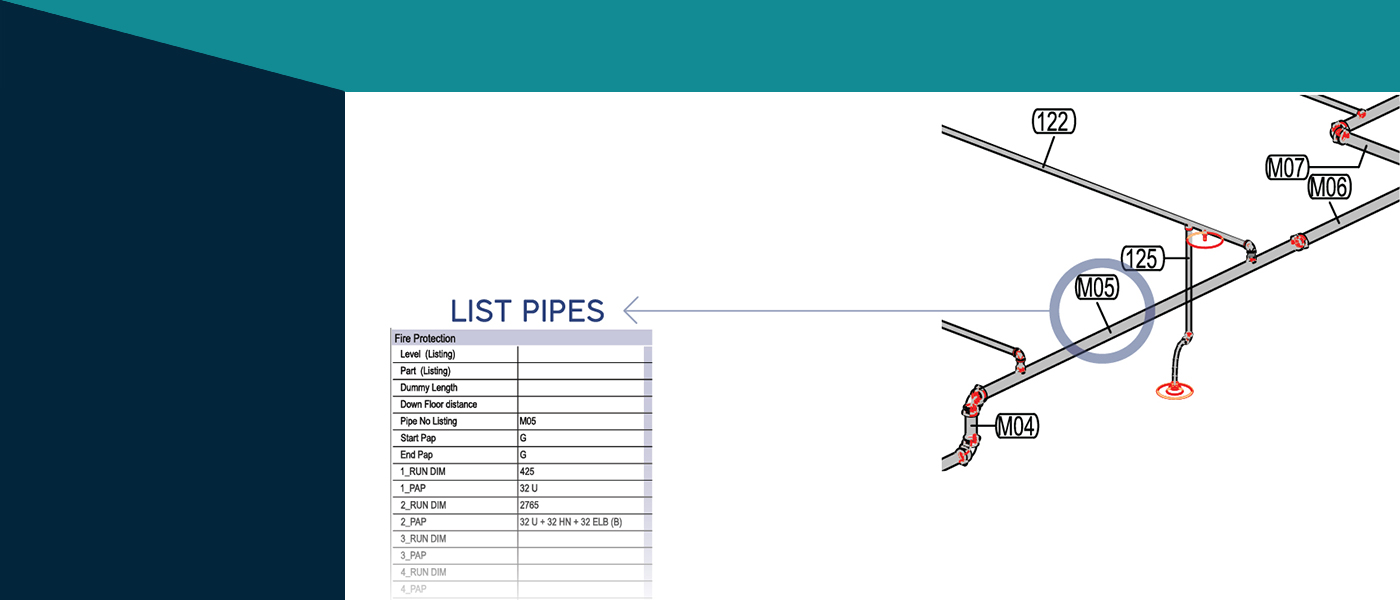 122
M07
M06
125
M05
LIST PIPES
Fire Protection
Level (Listing)
Part (Listing)
Dummy Length
Down Floor distance
Pipe No Listing M05
Start Pap G
End Pap G
1_RUN DIM 425
1_PAP 32 U
2_RUN DIM 2765
2_PAP 32 U + 32 HN + 32 ELB (B)
3_RUN DIM
3_PAP
4_RUN DIM
4_PAP
M04